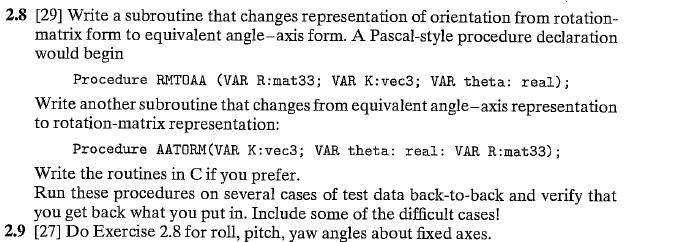 2.8 [29] Write a subroutine that changes representation of orientation from rotation-
matrix form to equivalent angle–axis form. A Pascal-style procedure declaration
would begin
Procedure RMTOAA (VAR R:mat33; VAR K:vec3; VAR theta: real);
Write another subroutine that changes from equivalent angle–axis representation
to rotation-matrix representation:
Procedure AATORM(VAR K:vec3; VAR theta: real: VAR R:mat33);
Write the routines in C if you prefer.
Run these procedures on several cases of test data back-to-back and verify that
you get back what you put in. Include some of the difficult cases!
2.9 [27] Do Exercise 2.8 for roll, pitch, yaw angles about fixed axes.